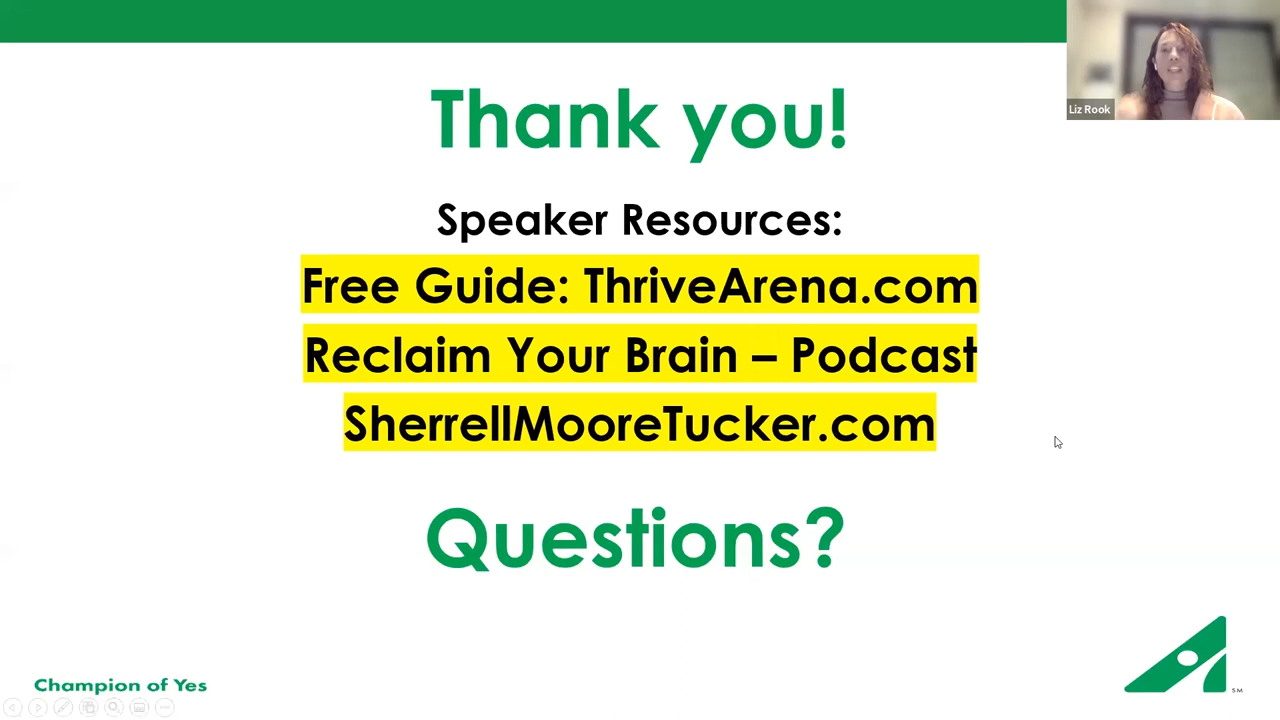 Liz Rook
Thank you!
Speaker Resources:
Free Guide: ThriveArena.com
Reclaim Your Brain – Podcast
SherrellMooreTucker.com
Questions?
Champion of Yes
SM